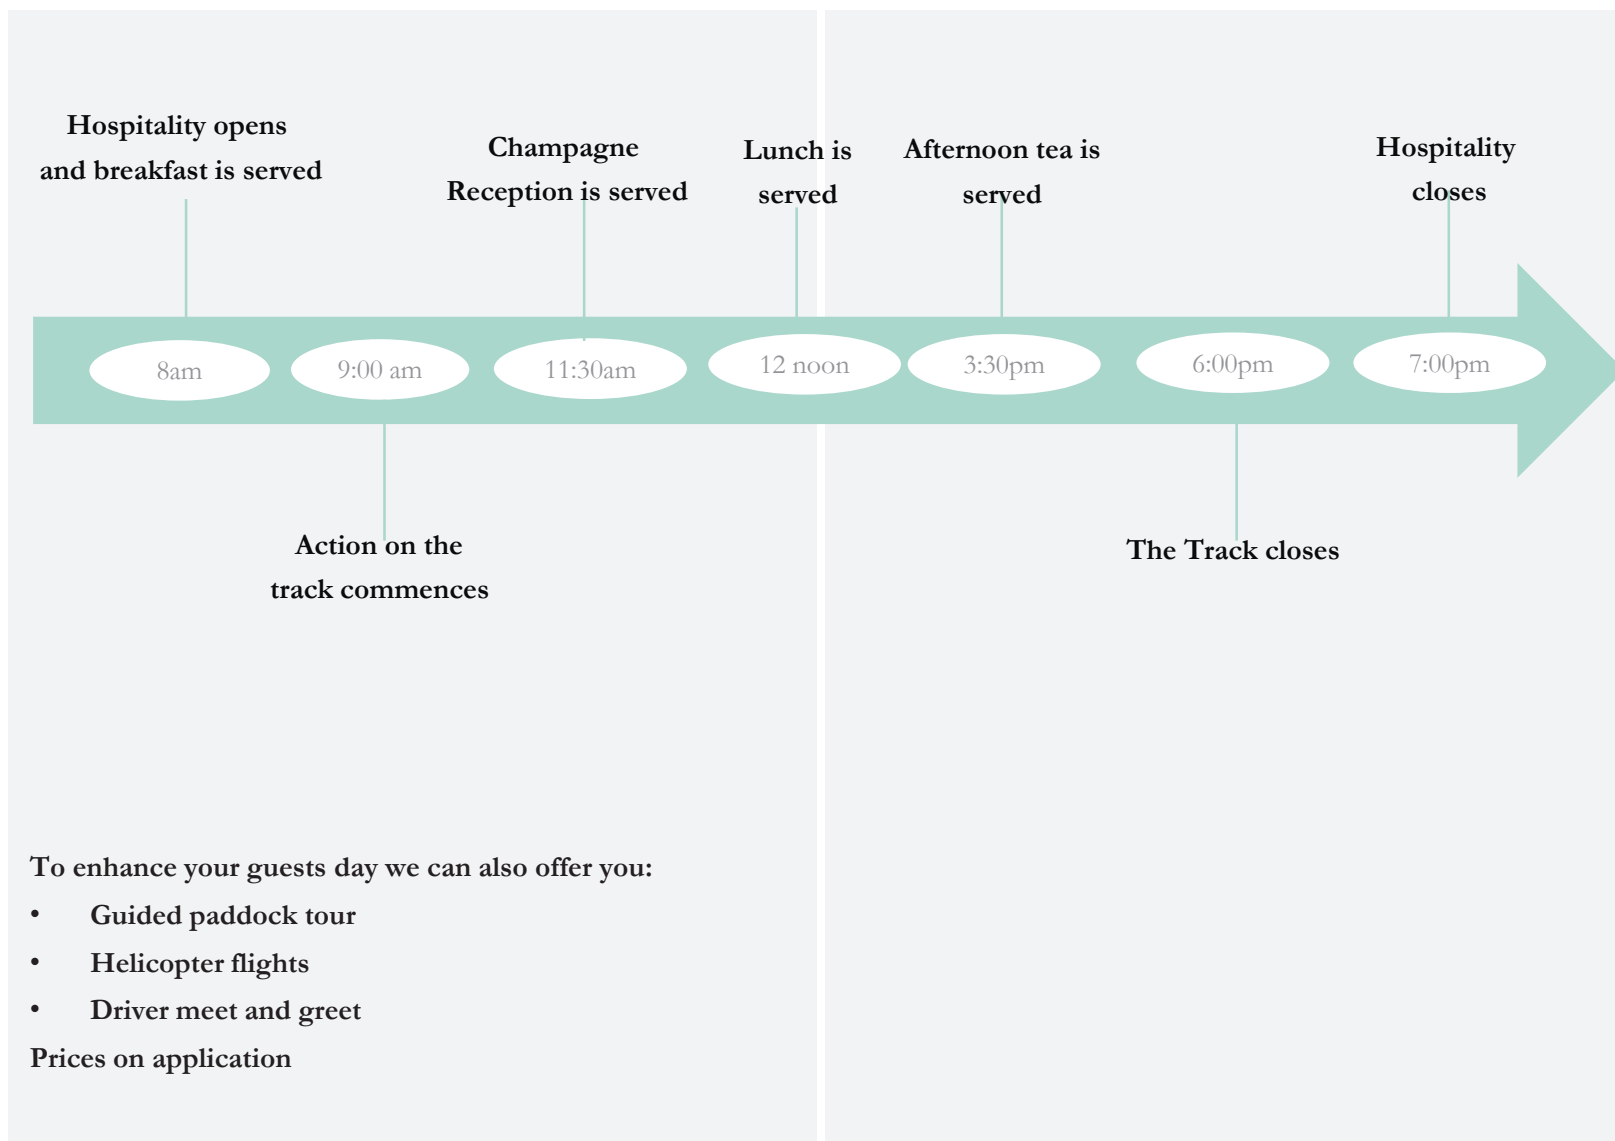 Hospitality opens
and breakfast is served
Champagne
Reception is served
Lunch is
served
Afternoon tea is
served
Hospitality
closes
8am
9:00 am
11:30am
12 noon
3:30pm
6:00pm
7:00pm
Action on the
track commences
The Track closes
To enhance your guests day we can also offer you:
• Guided paddock tour
• Helicopter flights
• Driver meet and greet
Prices on application